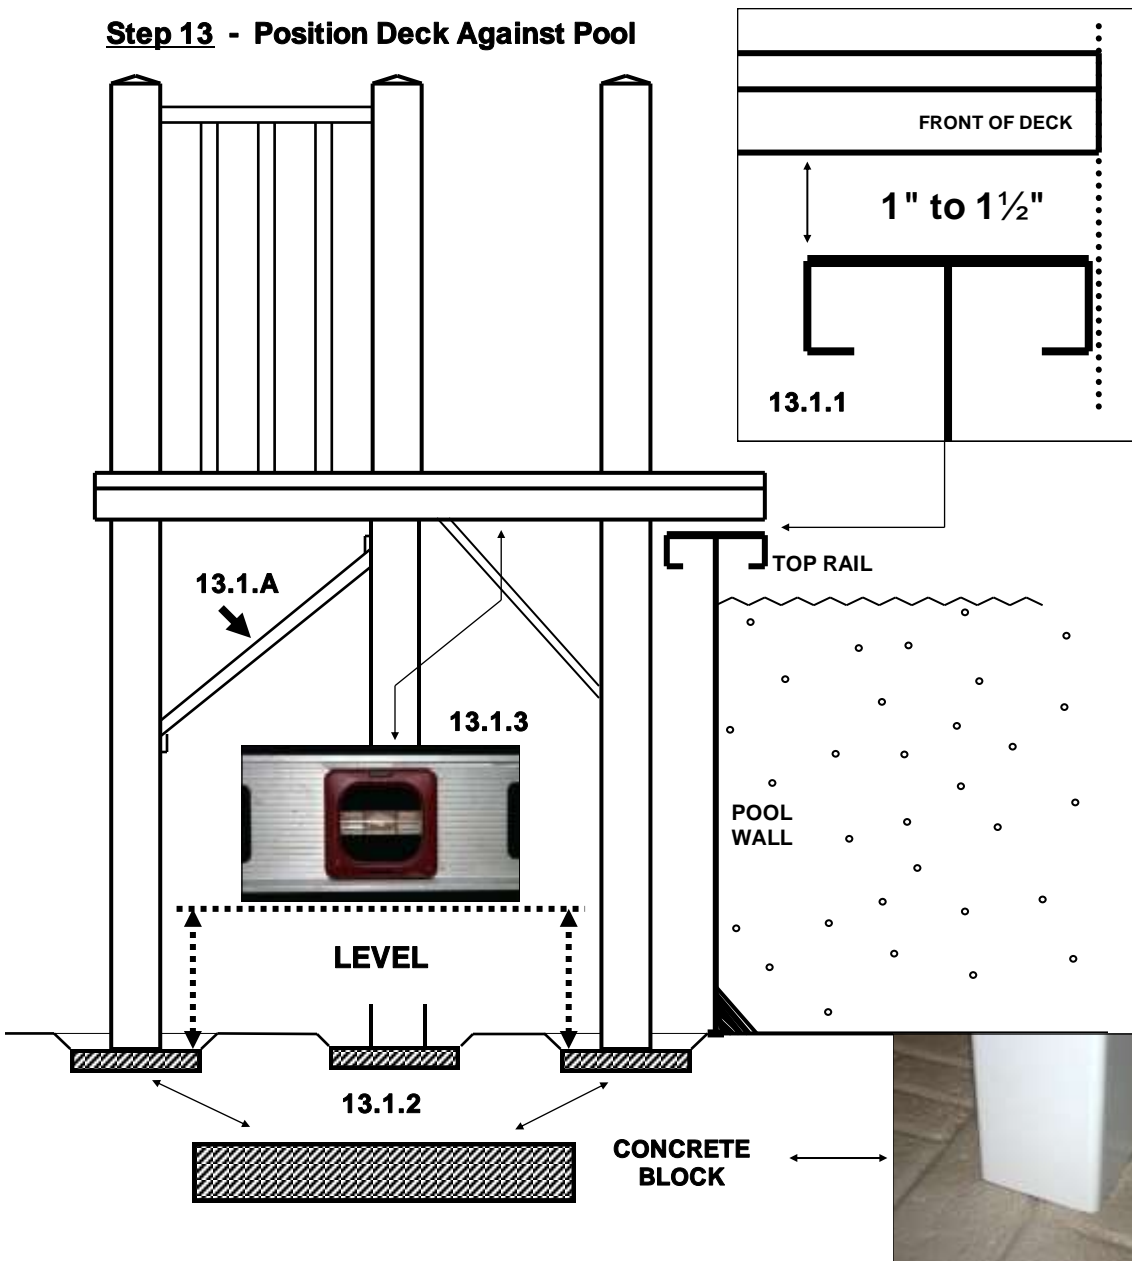 Step 13 - Position Deck Against Pool
FRONT OF DECK
1" to 1½"
13.1.1
TOP RAIL
13.1.A
13.1.3
POOL
WALL
LEVEL
13.1.2
CONCRETE
BLOCK